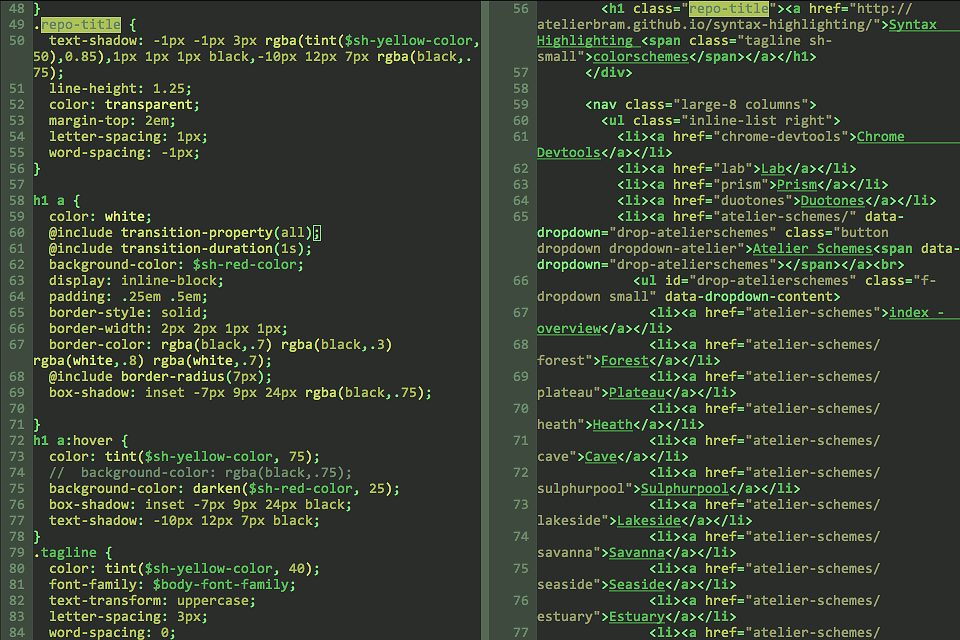 48 }
49 .repo-title {
50 text-shadow: -1px -1px 3px rgba(tint($sh-yellow-color,
50),0.85),1px 1px 1px black,-10px 12px 7px rgba(black,.
75);
51 line-height: 1.25;
52 color: transparent;
53 margin-top: 2em;
54 letter-spacing: 1px;
55 word-spacing: -1px;
56 }
57
58 h1 a {
59 color: white;
60 @include transition-property(all);
61 @include transition-duration(1s);
62 background-color: $sh-red-color;
63 display: inline-block;
64 padding: .25em .5em;
65 border-style: solid;
66 border-width: 2px 2px 1px 1px;
67 border-color: rgba(black,.7) rgba(black,.3)
rgba(white,.8) rgba(white,.7);
68 @include border-radius(7px);
69 box-shadow: inset -7px 9px 24px rgba(black,.75);
70
71 }
72 h1 a:hover {
73 color: tint($sh-yellow-color, 75);
74 // background-color: rgba(black,.75);
75 background-color: darken($sh-red-color, 25);
76 box-shadow: inset -7px 9px 24px black;
77 text-shadow: -10px 12px 7px black;
78 }
79 .tagline {
80 color: tint($sh-yellow-color, 40);
81 font-family: $body-font-family;
82 text-transform: uppercase;
83 letter-spacing: 3px;
84 word-spacing: 0;
56 <h1 class="repo-title"><a href="http://
atelierbram.github.io/syntax-highlighting/">Syntax
Highlighting <span class="tagline sh-
small">colorschemes</span></a></h1>
57 </div>
58
59 <nav class="large-8 columns">
60 <ul class="inline-list right">
61 <li><a href="chrome-devtools">Chrome
Devtools</a></li>
62 <li><a href="lab">Lab</a></li>
63 <li><a href="prism">Prism</a></li>
64 <li><a href="duotones">Duotones</a></li>
65 <li><a href="atelier-schemes/" data-
dropdown="drop-atelierschemes" class="button
dropdown dropdown-atelier">Atelier Schemes<span data-
dropdown="drop-atelierschemes"></span></a><br>
66 <ul id="drop-atelierschemes" class="f-
dropdown small" data-dropdown-content>
67 <li><a href="atelier-schemes">index -
overview</a></li>
68 <li><a href="atelier-schemes/
forest">Forest</a></li>
69 <li><a href="atelier-schemes/
plateau">Plateau</a></li>
70 <li><a href="atelier-schemes/
heath">Heath</a></li>
71 <li><a href="atelier-schemes/
cave">Cave</a></li>
72 <li><a href="atelier-schemes/
sulphurpool">Sulphurpool</a></li>
73 <li><a href="atelier-schemes/
lakeside">Lakeside</a></li>
74 <li><a href="atelier-schemes/
savanna">Savanna</a></li>
75 <li><a href="atelier-schemes/
seaside">Seaside</a></li>
76 <li><a href="atelier-schemes/
estuary">Estuary</a></li>
77 <li><a href="atelier-schemes/